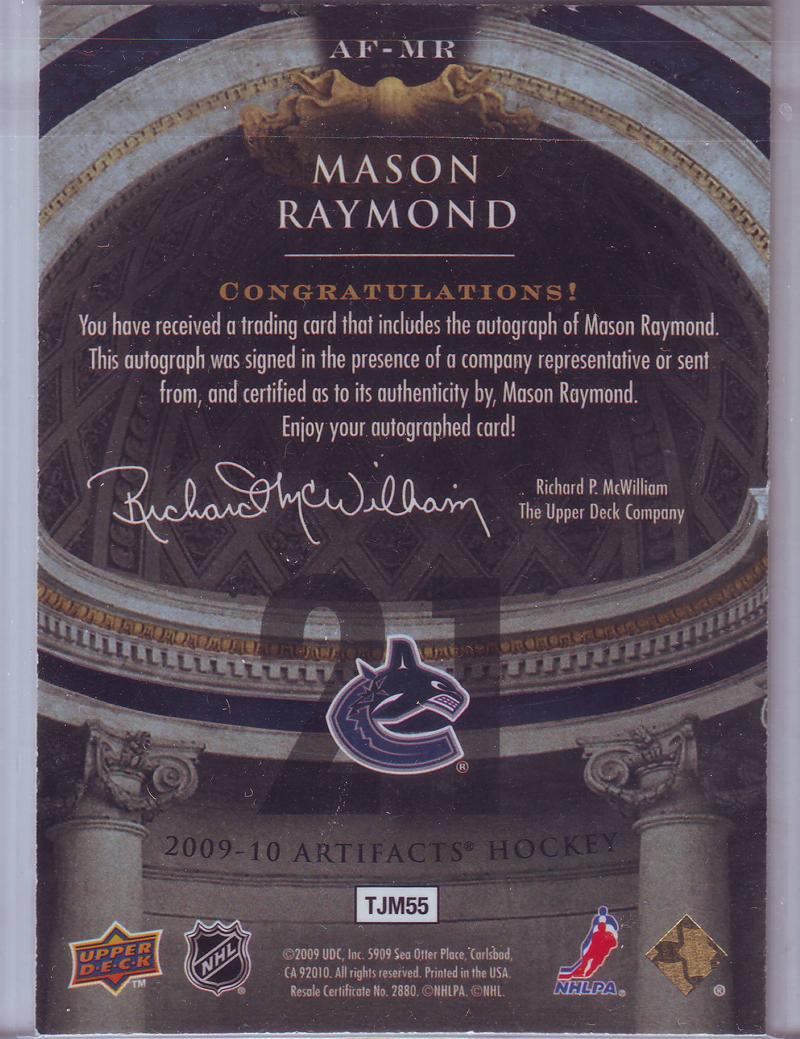 AF-MR
MASON
RAYMOND
CONGRATULATIONS!
You have received a trading card that includes the autograph of Mason Raymond.
This autograph was signed in the presence of a company representative or sent
from, and certified as to its authenticity by, Mason Raymond.
Enjoy your autographed card!
Richard McWilliam
Richard P. McWilliam
The Upper Deck Company
21
®
2009-10 ARTIFACTS® HOCKEY
TJM55
UPPER
D·E·C·K
TM
NHL
®
©2009 UDC, Inc. 5909 Sea Otter Place, Carlsbad,
CA 92010. All rights reserved. Printed in the USA.
Resale Certificate No. 2880. ©NHLPA. ©NHL.
NHLPA®
®